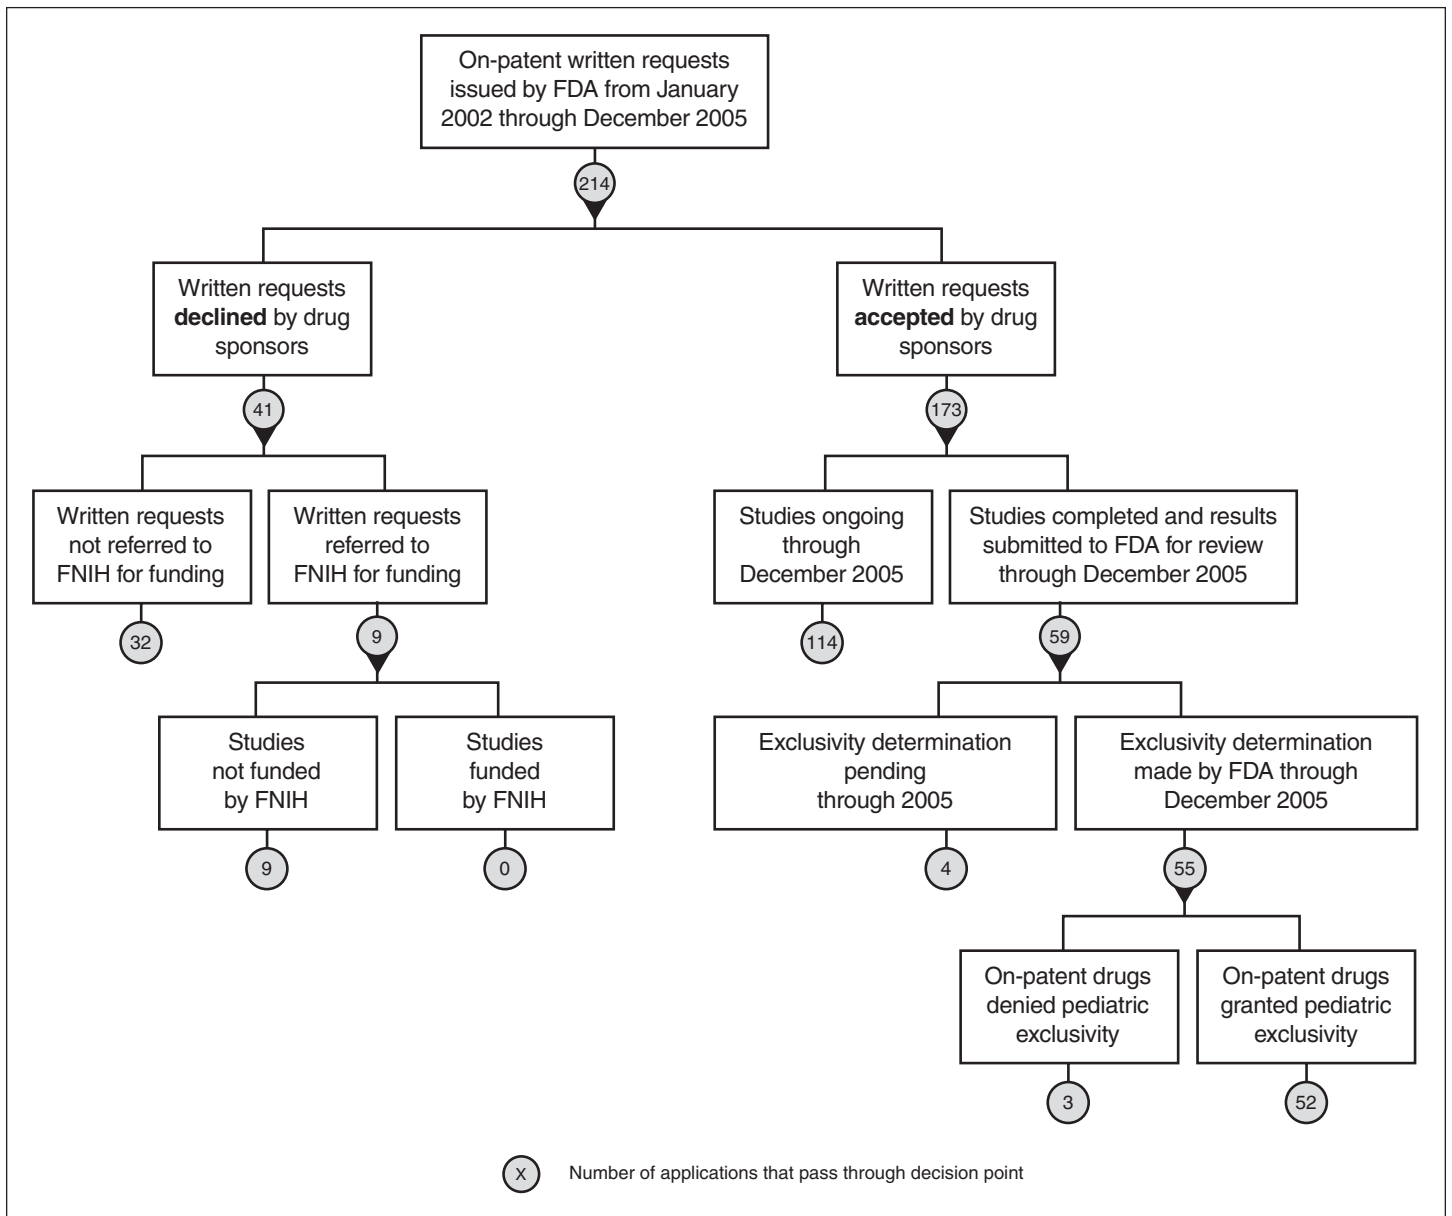 On-patent written requests
issued by FDA from January
2002 through December 2005
214
Written requests
declined by drug
sponsors
Written requests
accepted by drug
sponsors
41
173
Written requests
not referred to
FNIH for funding
Written requests
referred to
FNIH for funding
Studies ongoing
through
December 2005
Studies completed and results
submitted to FDA for review
through December 2005
32
9
114
59
Studies
not funded
by FNIH
Studies
funded
by FNIH
Exclusivity determination
pending
through 2005
Exclusivity determination
made by FDA through
December 2005
9
0
4
55
On-patent drugs
denied pediatric
exclusivity
On-patent drugs
granted pediatric
exclusivity
3
52
X Number of applications that pass through decision point